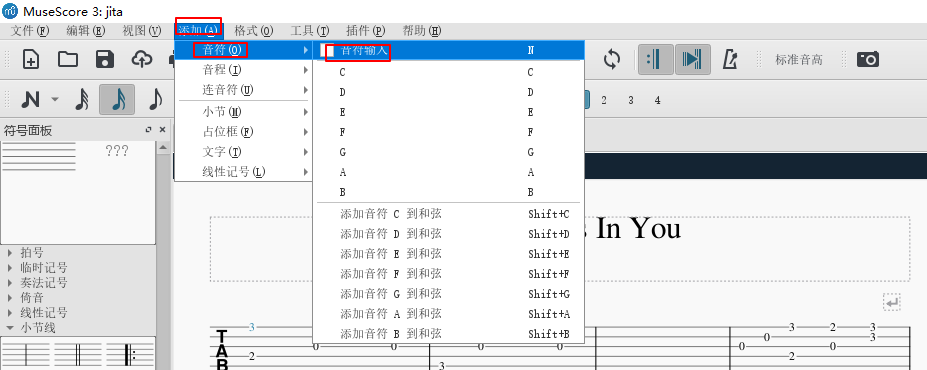 MuseScore 3: jita
文件(F) 编辑(E) 视图(V) 添加(A) 格式(O) 工具(T) 插件(P) 帮助(H)
音符(O) 音符输入 N
标准音高
音程(I) C C
连音符(U) D D
N 2 3 4
小节(M) E E
占位框(F) F F
符号面板
文字(T) G G
???
线性记号(L) A A
B B
添加音符 C 到和弦 Shift+C
In You
添加音符 D 到和弦 Shift+D
拍号
添加音符 E 到和弦 Shift+E
临时记号
添加音符 F 到和弦 Shift+F
奏法记号
添加音符 G 到和弦 Shift+G
倚音
添加音符 A 到和弦 Shift+A
线性记号
添加音符 B 到和弦 Shift+B
小节线
3 3 2 3
T 0 3
A 0 0 0 0 0 0 0
B 2 2
3